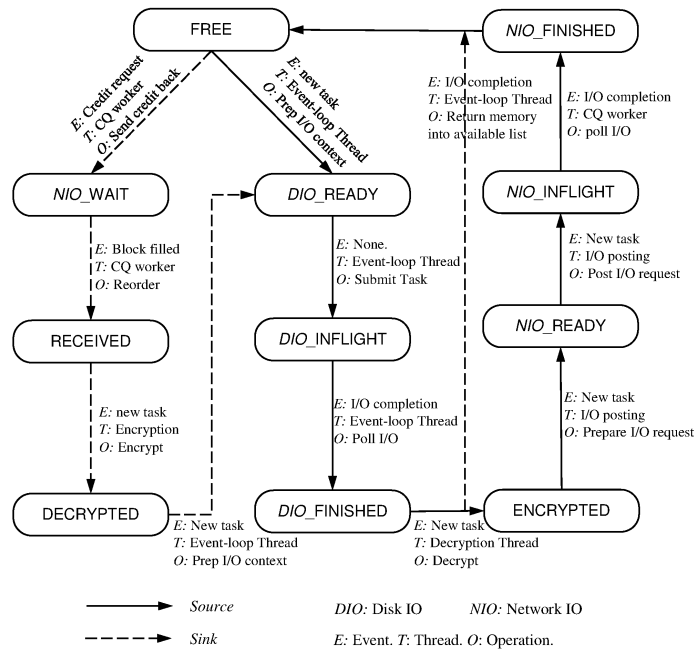 FREE
NIO_FINISHED
E: Credit request
T: CQ worker
O: Send credit back
E: new task
T: Event-loop Thread
O: Prep I/O context
E: I/O completion
T: Event-loop Thread
O: Return memory
into available list
E: I/O completion
T: CQ worker
O: poll I/O
NIO_WAIT
DIO_READY
NIO_INFLIGHT
E: Block filled
T: CQ worker
O: Reorder
E: None.
T: Event-loop Thread
O: Submit Task
E: New task
T: I/O posting
O: Post I/O request
RECEIVED
DIO_INFLIGHT
NIO_READY
E: new task
T: Encryption
O: Encrypt
E: I/O completion
T: Event-loop Thread
O: Poll I/O
E: New task
T: I/O posting
O: Prepare I/O request
DECRYPTED
DIO_FINISHED
ENCRYPTED
E: New task
T: Event-loop Thread
O: Prep I/O context
E: New task
T: Decryption Thread
O: Decrypt
Source
DIO: Disk IO
NIO: Network IO
Sink
E: Event. T: Thread. O: Operation.